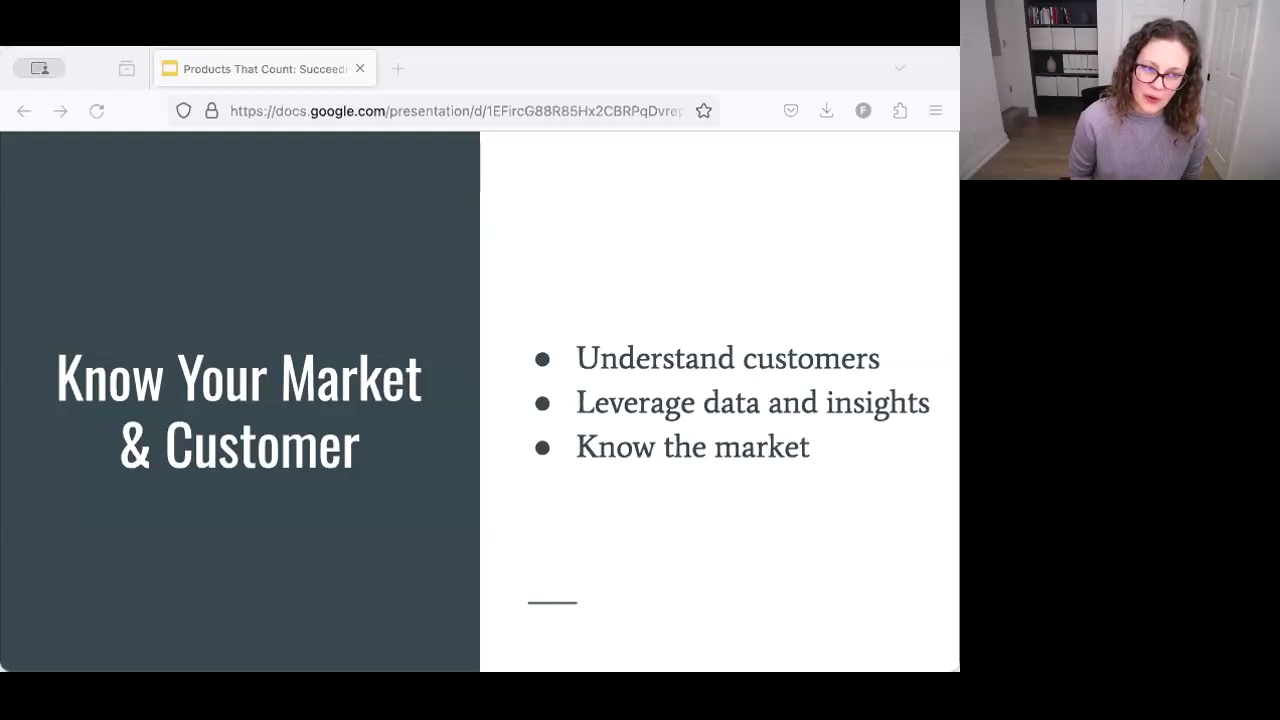 Products That Count: Succeedi
https://docs.google.com/presentation/d/1EFircG88R85Hx2CBRPqDvrep
F
Know Your Market
& Customer
● Understand customers
● Leverage data and insights
● Know the market